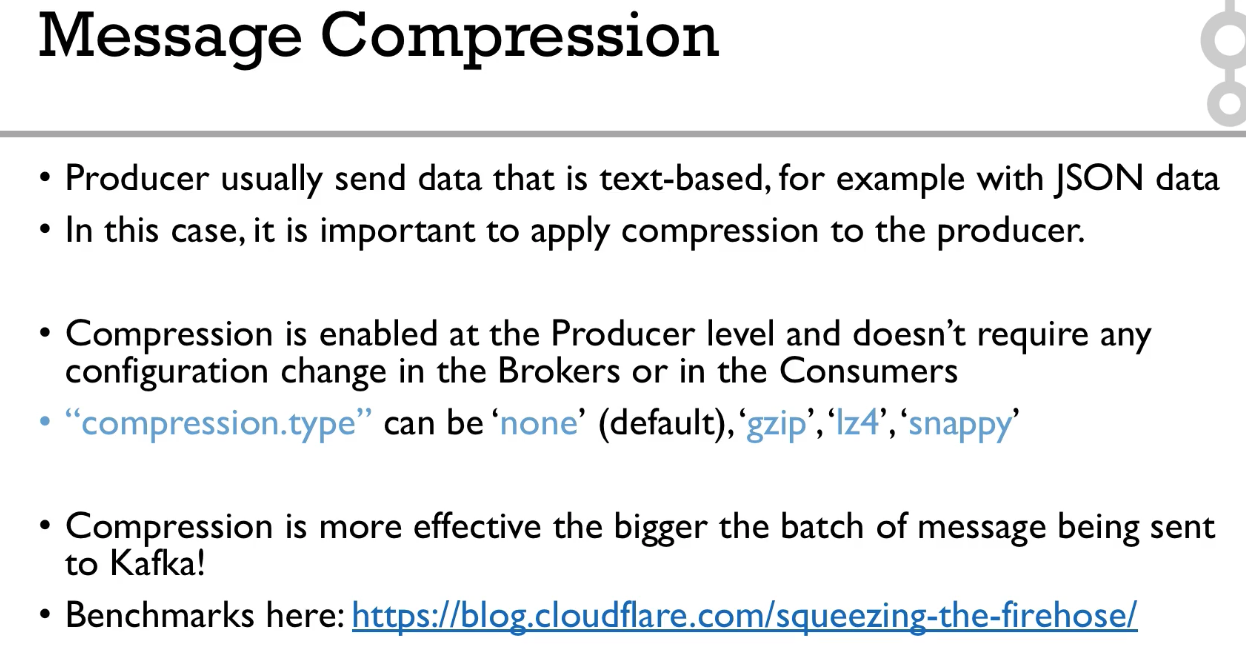 Message Compression
• Producer usually send data that is text-based, for example with JSON data
• In this case, it is important to apply compression to the producer.
• Compression is enabled at the Producer level and doesn’t require any
configuration change in the Brokers or in the Consumers
• “compression.type” can be ‘none’ (default), ‘gzip’, ‘lz4’, ‘snappy’
• Compression is more effective the bigger the batch of message being sent
to Kafka!
• Benchmarks here: https://blog.cloudflare.com/squeezing-the-firehose/